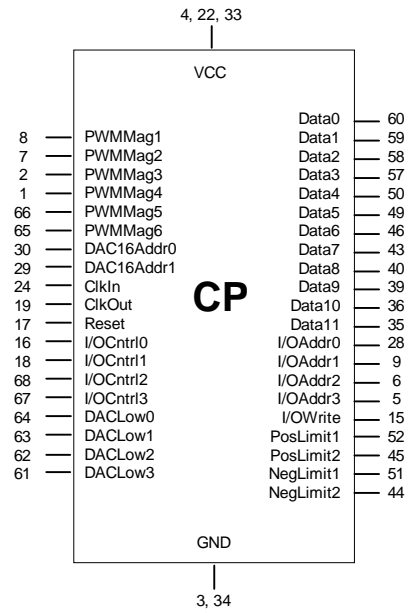 4, 22, 33
VCC
8 PWMMag1
7 PWMMag2
2 PWMMag3
1 PWMMag4
66 PWMMag5
65 PWMMag6
30 DAC16Addr0
29 DAC16Addr1
24 ClkIn
19 ClkOut
17 Reset
16 I/OCntrl0
18 I/OCntrl1
68 I/OCntrl2
67 I/OCntrl3
64 DACLow0
63 DACLow1
62 DACLow2
61 DACLow3
CP
Data0 60
Data1 59
Data2 58
Data3 57
Data4 50
Data5 49
Data6 46
Data7 43
Data8 40
Data9 39
Data10 36
Data11 35
I/OAddr0 28
I/OAddr1 9
I/OAddr2 6
I/OAddr3 5
I/OWrite 15
PosLimit1 52
PosLimit2 45
NegLimit1 51
NegLimit2 44
GND
3, 34